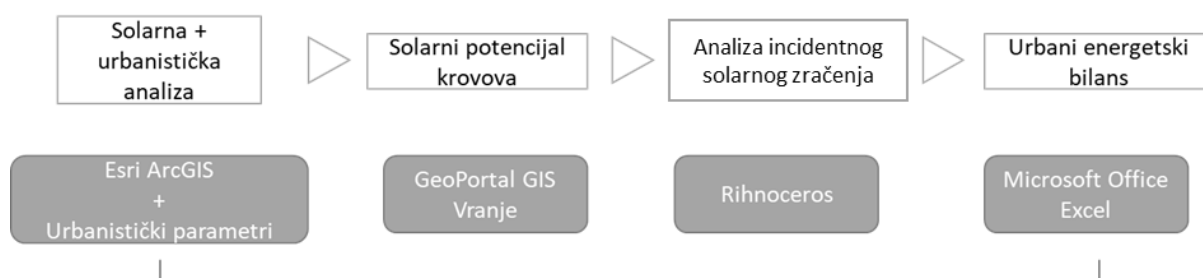 Solarna +
urbanistička
analiza
Solarni potencijal
krovova
Analiza incidentnog
solarnog zračenja
Urbani energetski
bilans
Esri ArcGIS
+
Urbanistički parametri
GeoPortal GIS
Vranje
Rihnoceros
Microsoft Office
Excel